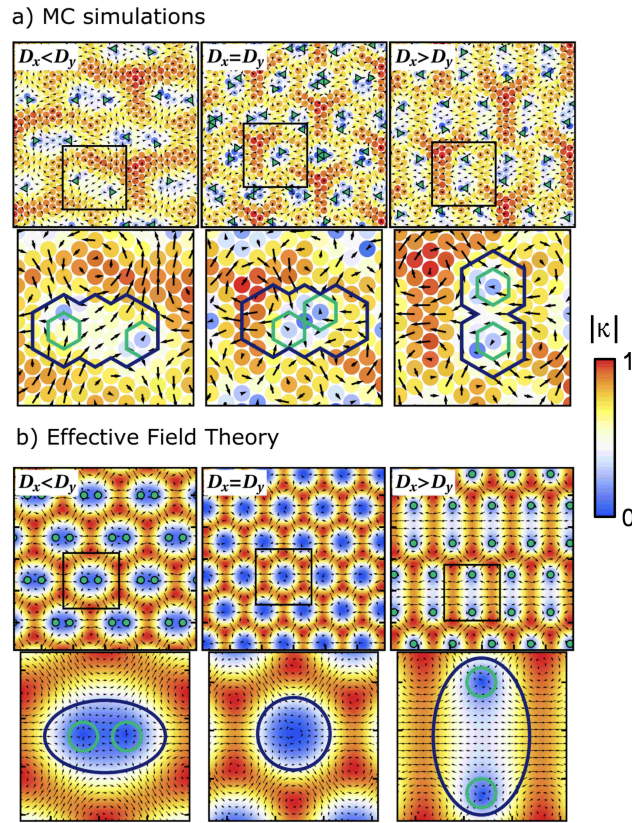 a) MC simulations
Dx<Dy
Dx=Dy
Dx>Dy
|κ|
1
0
b) Effective Field Theory
Dx<Dy
Dx=Dy
Dx>Dy